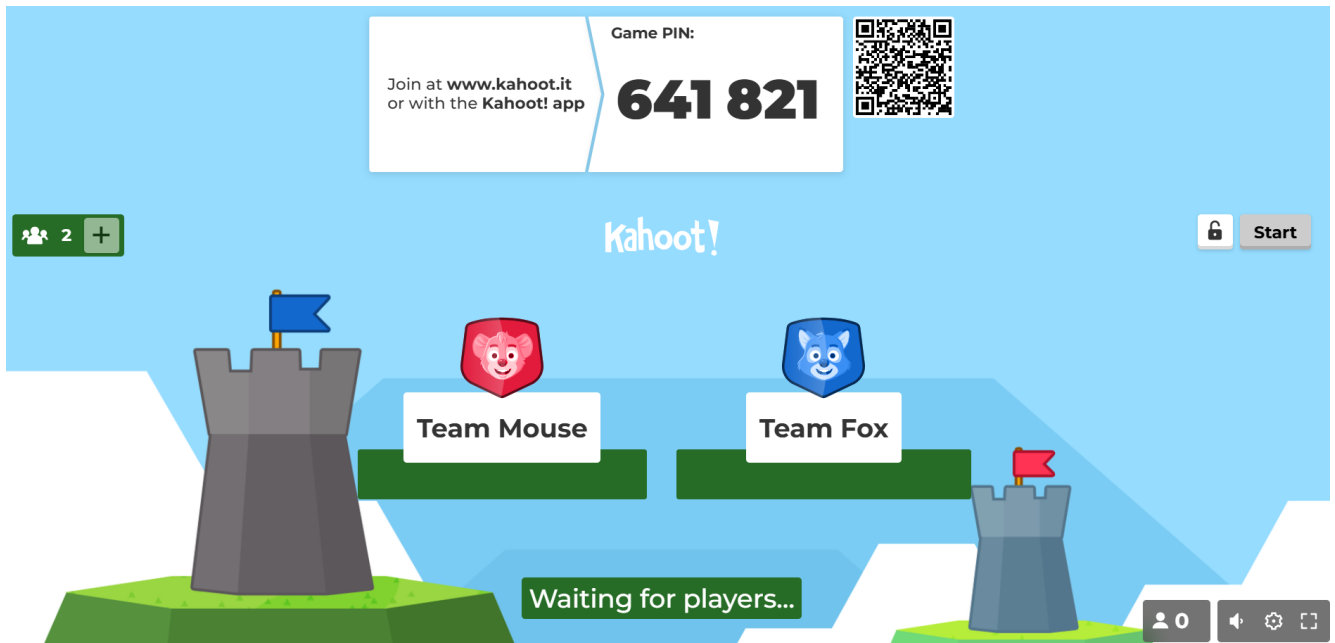 Game PIN:
Join at www.kahoot.it
or with the Kahoot! app
641 821
2
Kahoot!
Start
Team Mouse
Team Fox
Waiting for players...
0